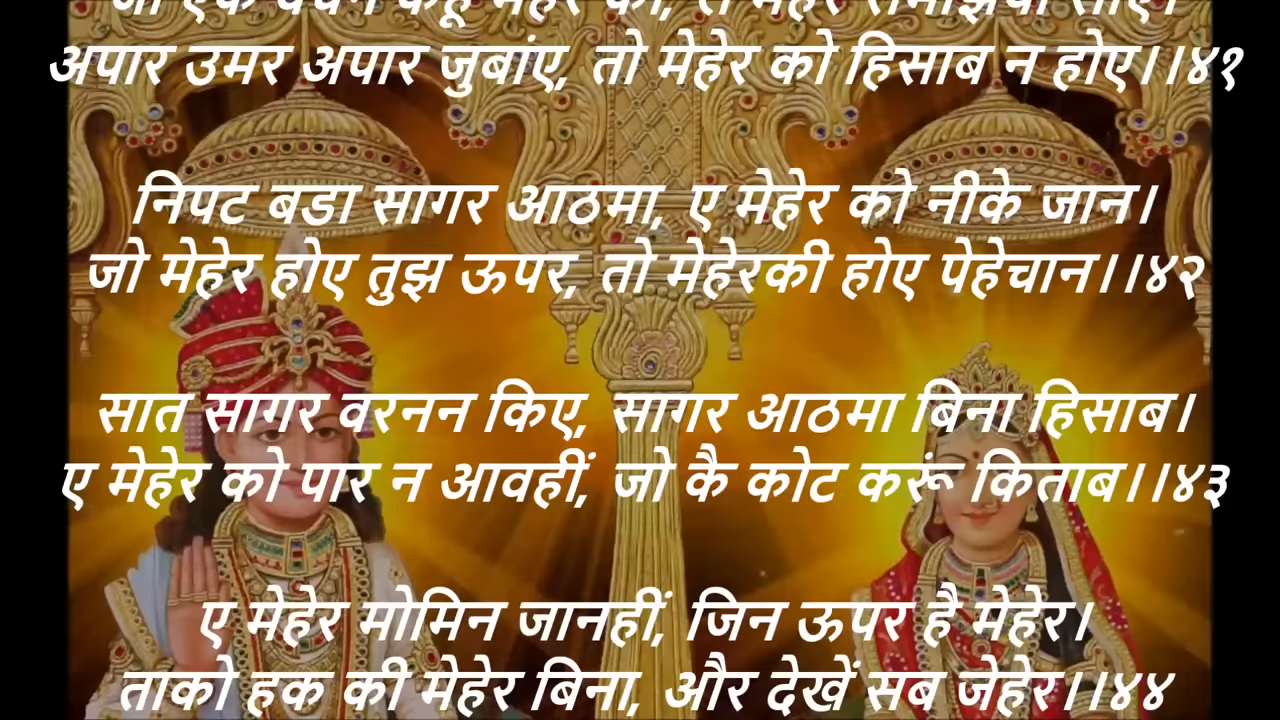 अपार उमर अपार जुबांए, तो मेहेर को हिसाब न होए।।४१
निपट बडा सागर आठमा, ए मेहेर को नीके जान।
जो मेहेर होए तुझ ऊपर, तो मेहेरकी होए पेहेचान।।४२
सात सागर वरनन किए, सागर आठमा बिना हिसाब।
ए मेहेर को पार न आवहीं, जो कै कोट करूं किताब।।४३
ए मेहेर मोमिन जानहीं, जिन ऊपर है मेहेर।
ताको हक की मेहेर बिना, और देखें सब जेहेर।।४४